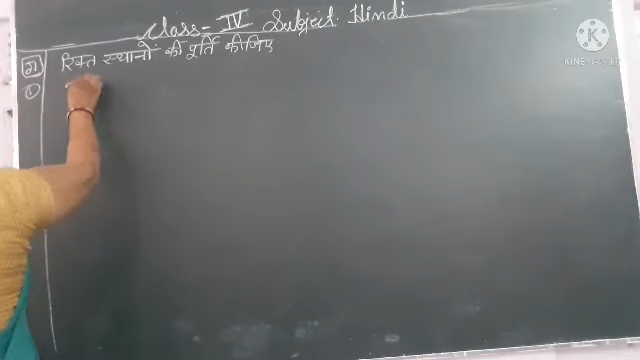 Class - IV Subject. Hindi
ग रिक्त स्थानों की पूर्ति कीजिए
①
KINEMASTER